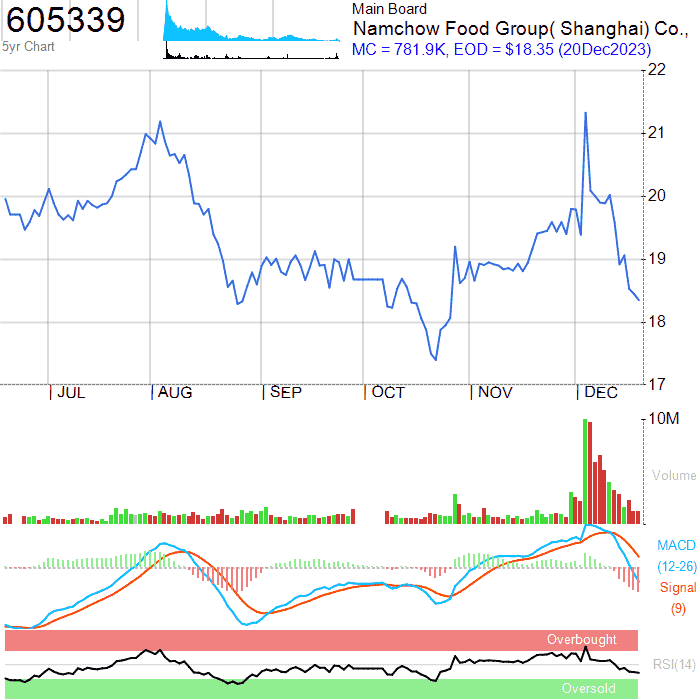 605339
5yr Chart
Main Board
Namchow Food Group( Shanghai) Co.,
MC = 781.9K, EOD = $18.35 (20Dec2023)
22
21
20
19
18
17
JUL AUG SEP OCT NOV DEC
10M
Volume
MACD
(12-26)
Signal
(9)
Overbought
RSI(14)
Oversold